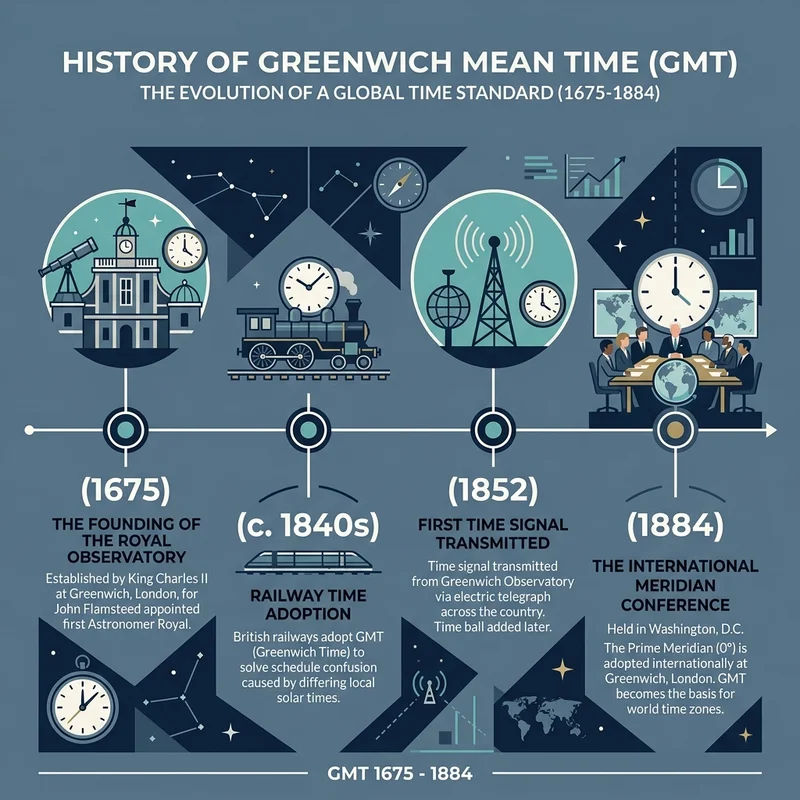 HISTORY OF GREENWICH MEAN TIME (GMT)
THE EVOLUTION OF A GLOBAL TIME STANDARD (1675-1884)
(1675)
THE FOUNDING OF
THE ROYAL
OBSERVATORY
Established by King Charles II
at Greenwich, London, for
John Flamsteed appointed
first Astronomer Royal.
(c. 1840s)
RAILWAY TIME
ADOPTION
British railways adopt GMT
(Greenwich Time) to
solve schedule confusion
caused by differing local
solar times.
(1852)
FIRST TIME SIGNAL
TRANSMITTED
Time signal transmitted
from Greenwich Observatory
via electric telegraph
across the country.
Time ball added later.
(1884)
THE INTERNATIONAL
MERIDIAN
CONFERENCE
Held in Washington, D.C.
The Prime Meridian (0°) is
adopted internationally at
Greenwich, London. GMT
becomes the basis for
world time zones.
GMT 1675 - 1884